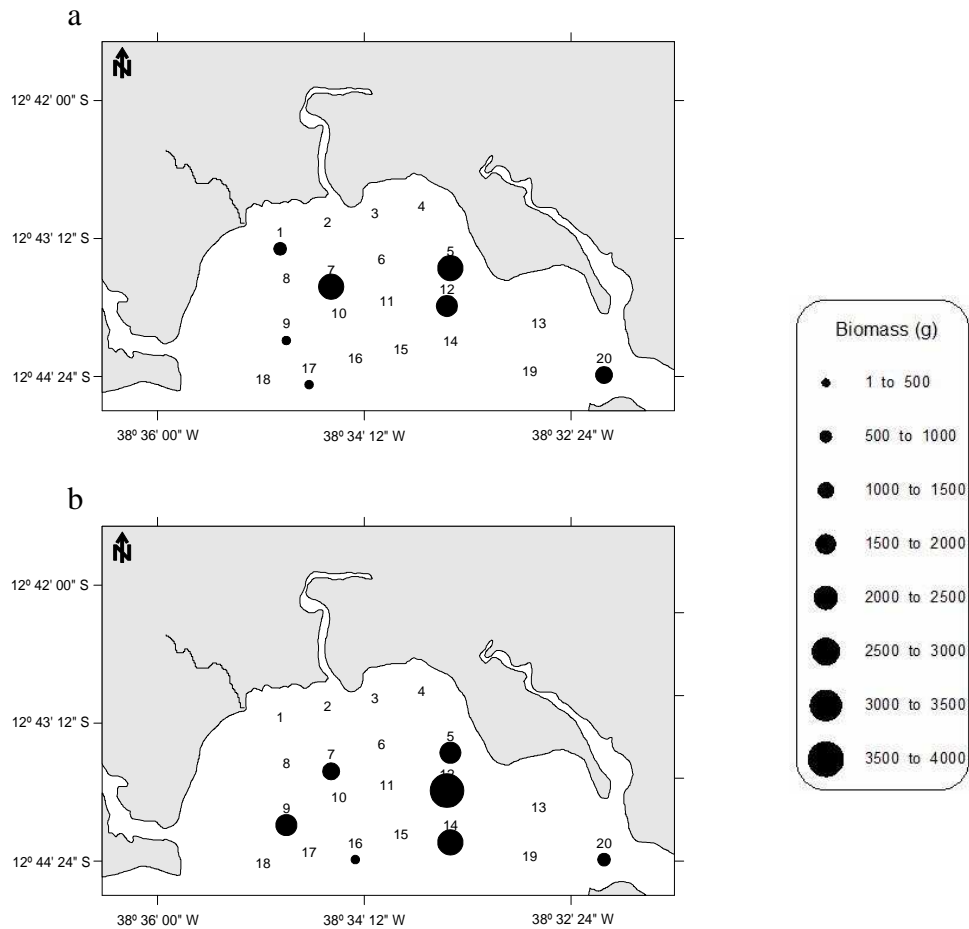 a
N
12º 42' 00" S
12º 43' 12" S
12º 44' 24" S
1
2
3
4
5
6
7
8
9
10
11
12
13
14
15
16
17
18
19
20
38º 36' 00" W
38º 34' 12" W
38º 32' 24" W
b
N
12º 42' 00" S
12º 43' 12" S
12º 44' 24" S
1
2
3
4
5
6
7
8
9
10
11
12
13
14
15
16
17
18
19
20
38º 36' 00" W
38º 34' 12" W
38º 32' 24" W
Biomass (g)
1 to 500
500 to 1000
1000 to 1500
1500 to 2000
2000 to 2500
2500 to 3000
3000 to 3500
3500 to 4000